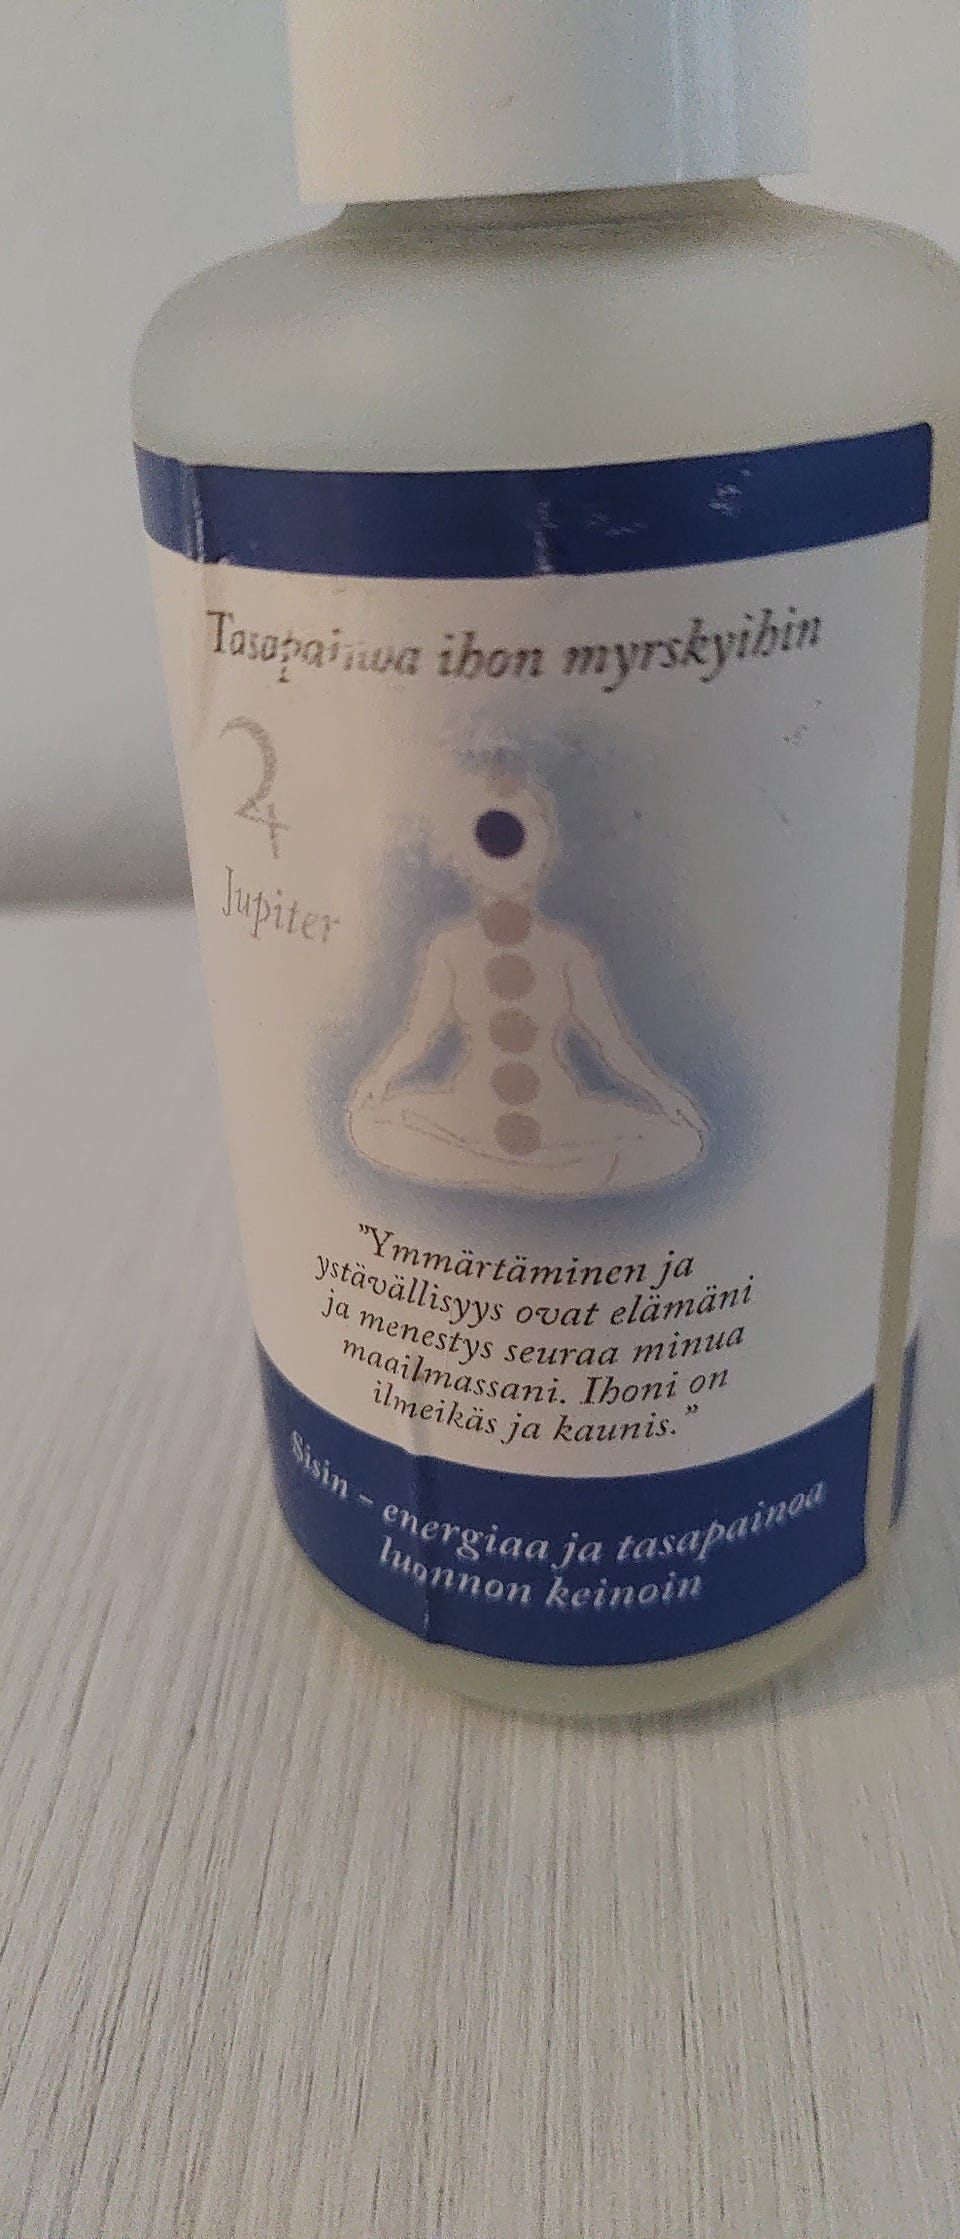 Tasapainoa ihon myrskyihin
♃
Jupiter
"Ymmärtäminen ja
ystävällisyys ovat elämäni
ja menestys seuraa minua
maailmassani. Ihoni on
ilmeikäs ja kaunis."
Sisin – energiaa ja tasapainoa
luonnon keinoin